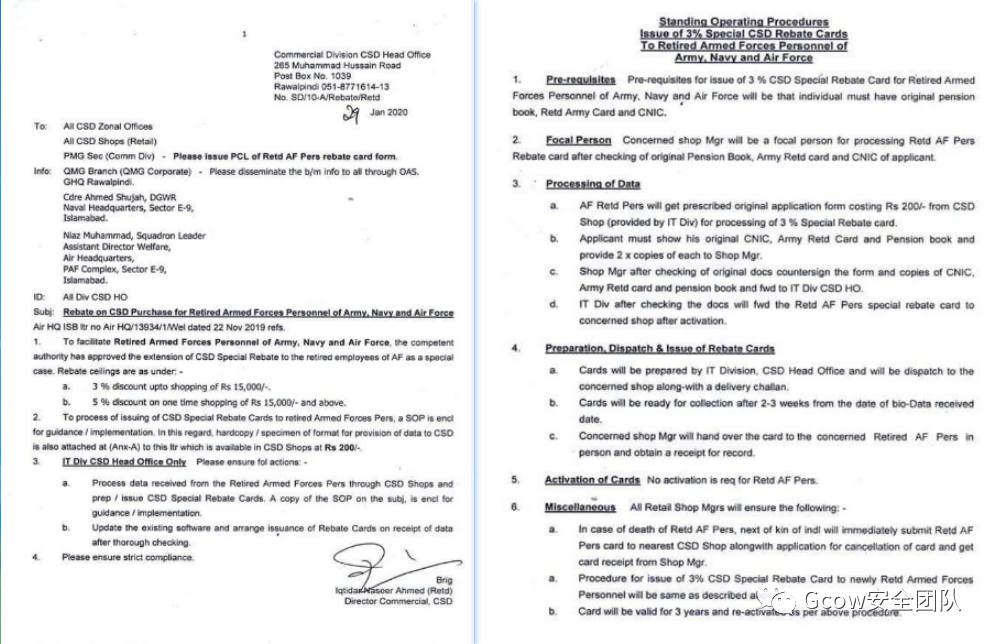 1
Commercial Division CSD Head Office
265 Muhammad Hussain Road
Post Box No. 1039
Rawalpindi 051-8771614-13
No. SD/10-A/Rebate/Retd
29 Jan 2020
To: All CSD Zonal Offices
All CSD Shops (Retail)
PMG Sec (Comm Div) - Please issue PCL of Retd AF Pers rebate card form.
Info: QMG Branch (QMG Corporate) - Please disseminate the b/m info to all through OAS.
GHQ Rawalpindi.
Cdre Ahmed Shujah, DGWR
Naval Headquarters, Sector E-9,
Islamabad.
Niaz Muhammad, Squadron Leader
Assistant Director Welfare,
Air Headquarters,
PAF Complex, Sector E-9,
Islamabad.
ID: All Div CSD HO
Subj: Rebate on CSD Purchase for Retired Armed Forces Personnel of Army, Navy and Air Force
Air HQ ISB ltr no Air HQ/13934/1/Wel dated 22 Nov 2019 refs.
1. To facilitate Retired Armed Forces Personnel of Army, Navy and Air Force, the competent
authority has approved the extension of CSD Special Rebate to the retired employees of AF as a special
case. Rebate ceilings are as under: -
a. 3 % discount upto shopping of Rs 15,000/-.
b. 5 % discount on one time shopping of Rs 15,000/- and above.
2. To process of issuing of CSD Special Rebate Cards to retired Armed Forces Pers, a SOP is encl
for guidance / implementation. In this regard, hardcopy / specimen of format for provision of data to CSD
is also attached at (Anx-A) to this ltr which is available in CSD Shops at Rs 200/-.
3. IT Div CSD Head Office Only Please ensure fol actions: -
a. Process data received from the Retired Armed Forces Pers through CSD Shops and
prep / issue CSD Special Rebate Cards. A copy of the SOP on the subj, is encl for
guidance / implementation.
b. Update the existing software and arrange issuance of Rebate Cards on receipt of data
after thorough checking.
4. Please ensure strict compliance.
Brig
Iqtidar Naseer Ahmed (Retd)
Director Commercial, CSD
Standing Operating Procedures
Issue of 3% Special CSD Rebate Cards
To Retired Armed Forces Personnel of
Army, Navy and Air Force
1. Pre-requisites Pre-requisites for issue of 3 % CSD Special Rebate Card for Retired Armed
Forces Personnel of Army, Navy and Air Force will be that individual must have original pension
book, Retd Army Card and CNIC.
2. Focal Person Concerned shop Mgr will be a focal person for processing Retd AF Pers
Rebate card after checking of original Pension Book, Army Retd card and CNIC of applicant.
3. Processing of Data
a. AF Retd Pers will get prescribed original application form costing Rs 200/- from CSD
Shop (provided by IT Div) for processing of 3 % Special Rebate card.
b. Applicant must show his original CNIC, Army Retd Card and Pension book and
provide 2 x copies of each to Shop Mgr.
c. Shop Mgr after checking of original docs countersign the form and copies of CNIC,
Army Retd card and pension book and fwd to IT Div CSD HO.
d. IT Div after checking the docs will fwd the Retd AF Pers special rebate card to
concerned shop after activation.
4. Preparation, Dispatch & Issue of Rebate Cards
a. Cards will be prepared by IT Division, CSD Head Office and will be dispatch to the
concerned shop along-with a delivery challan.
b. Cards will be ready for collection after 2-3 weeks from the date of bio-Data received
date.
c. Concerned shop Mgr will hand over the card to the concerned Retired AF Pers in
person and obtain a receipt for record.
5. Activation of Cards No activation is req for Retd AF Pers.
6. Miscellaneous All Retail Shop Mgrs will ensure the following: -
a. In case of death of Retd AF Pers, next of kin of indl will immediately submit Retd AF
Pers card to nearest CSD Shop alongwith application for cancellation of card and get
card receipt from Shop Mgr.
a. Procedure for issue of 3% CSD Special Rebate Card to newly Retd Armed Forces
Personnel will be same as described
b. Card will be valid for 3 years and re-activated as per above procedure.
Gcow安全团队